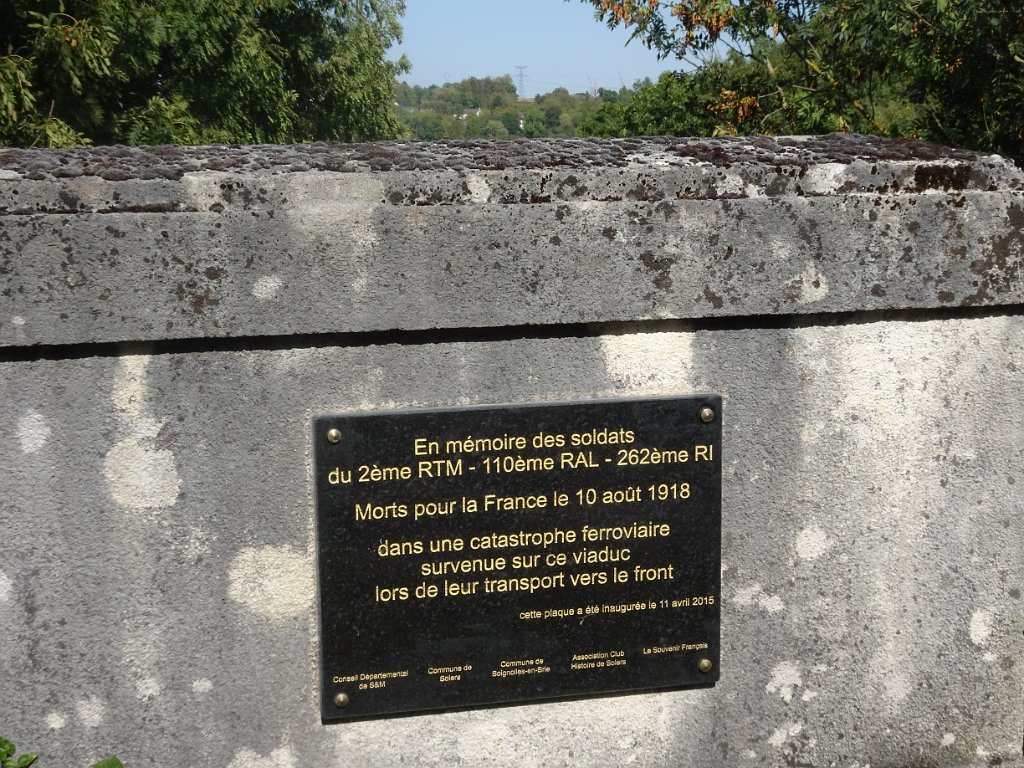 En mémoire des soldats
du 2ème RTM - 110ème RAL - 262ème RI
Morts pour la France le 10 août 1918
dans une catastrophe ferroviaire
survenue sur ce viaduc
lors de leur transport vers le front
cette plaque a été inaugurée le 11 avril 2015
Conseil Départemental
de S&M
Commune de
Solers
Commune de
Soignolles-en-Brie
Association Club
Histoire de Solers
Le Souvenir Français